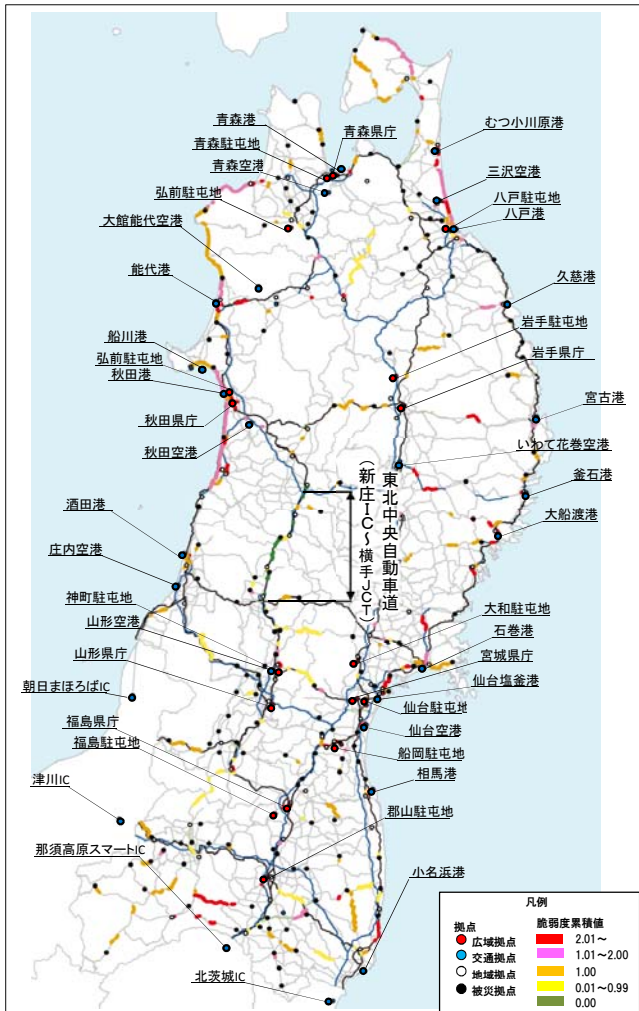 青森港
青森駐屯地
青森県庁
むつ小川原港
青森空港
三沢空港
弘前駐屯地
八戸駐屯地
八戸港
大館能代空港
能代港
久慈港
船川港
岩手駐屯地
弘前駐屯地
秋田港
岩手県庁
秋田県庁
宮古港
秋田空港
いわて花巻空港
東北中央自動車道
（新庄IC～横手JCT）
釜石港
酒田港
大船渡港
庄内空港
神町駐屯地
大和駐屯地
山形空港
石巻港
山形県庁
宮城県庁
朝日まほろばIC
仙台塩釜港
仙台駐屯地
福島県庁
仙台空港
福島駐屯地
船岡駐屯地
相馬港
津川IC
郡山駐屯地
那須高原スマートIC
小名浜港
北茨城IC
凡例
拠点
広域拠点
交通拠点
地域拠点
被災拠点
脆弱度累積値
2.01～
1.01～2.00
1.00
0.01～0.99
0.00